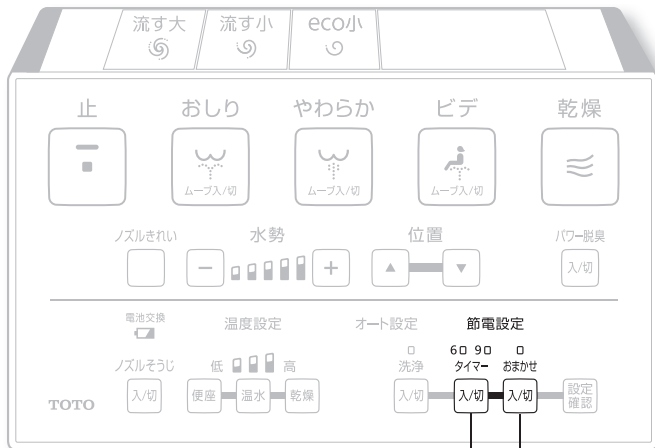 流す大 流す小 eco小
止 おしり やわらか ビデ 乾燥
ムーブ入/切 ムーブ入/切 ムーブ入/切
ノズルきれい 水勢 位置 パワー脱臭
− + ▲ ▼ 入/切
電池交換 温度設定 オート設定 節電設定
6 9
ノズルそうじ 低 高 洗浄 タイマー おまかせ
入/切 便座 温水 乾燥 入/切 入/切 入/切 設定
確認
TOTO